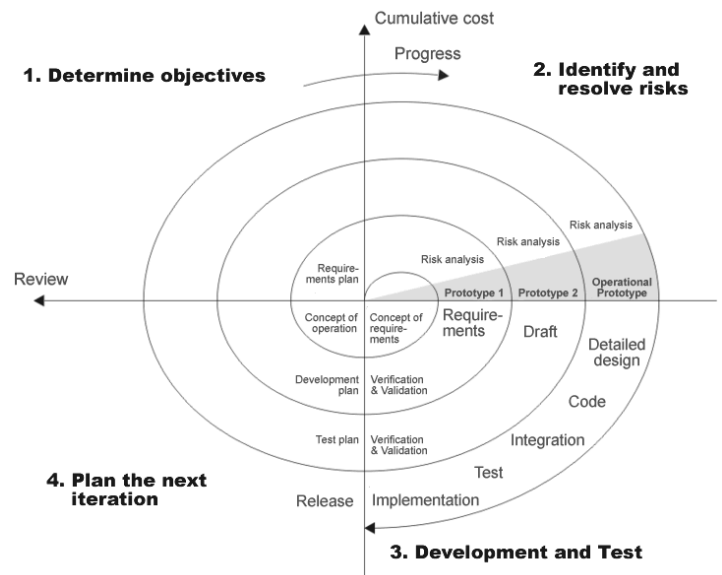 Cumulative cost
Progress
1. Determine objectives
2. Identify and
resolve risks
Risk analysis
Risk analysis
Risk analysis
Require-
ments plan
Review
Operational
Prototype
Prototype 1
Prototype 2
Concept of
operation
Concept of
require-
ments
Require-
ments
Draft
Detailed
design
Development
plan
Verification
& Validation
Code
Test plan
Verification
& Validation
Integration
Test
4. Plan the next
iteration
Release
Implementation
3. Development and Test